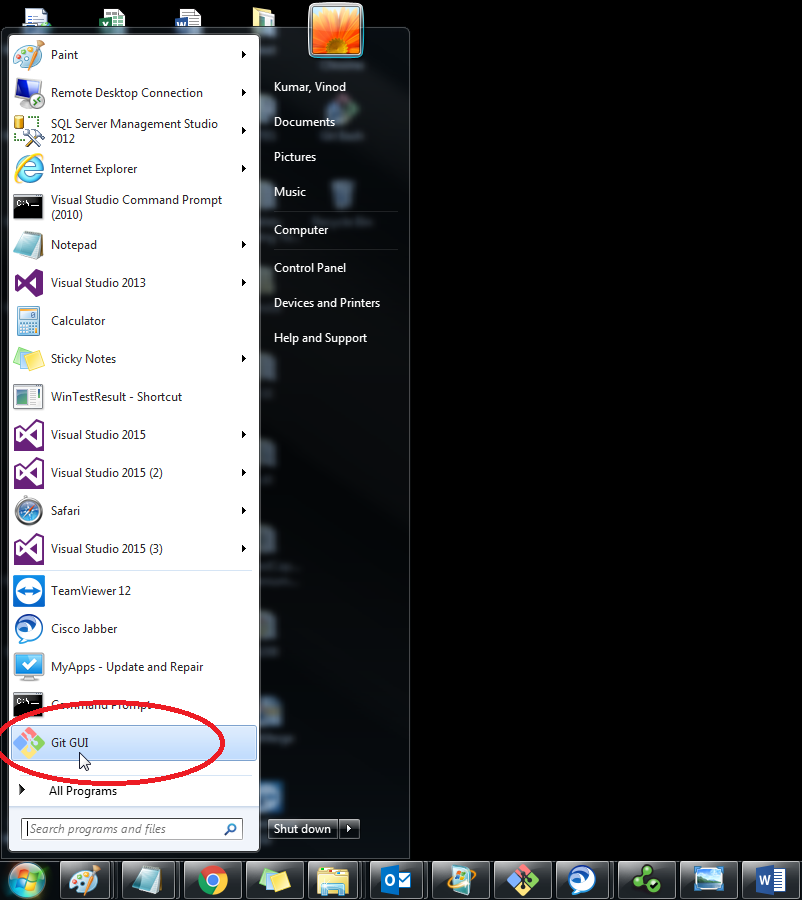 Paint
Remote Desktop Connection
SQL Server Management Studio
2012
Internet Explorer
Visual Studio Command Prompt
(2010)
Notepad
Visual Studio 2013
Calculator
Sticky Notes
WinTestResult - Shortcut
Visual Studio 2015
Visual Studio 2015 (2)
Safari
Visual Studio 2015 (3)
TeamViewer 12
Cisco Jabber
MyApps - Update and Repair
Command Prompt
Git GUI
All Programs
Search programs and files
Kumar, Vinod
Documents
Pictures
Music
Computer
Control Panel
Devices and Printers
Help and Support
Shut down